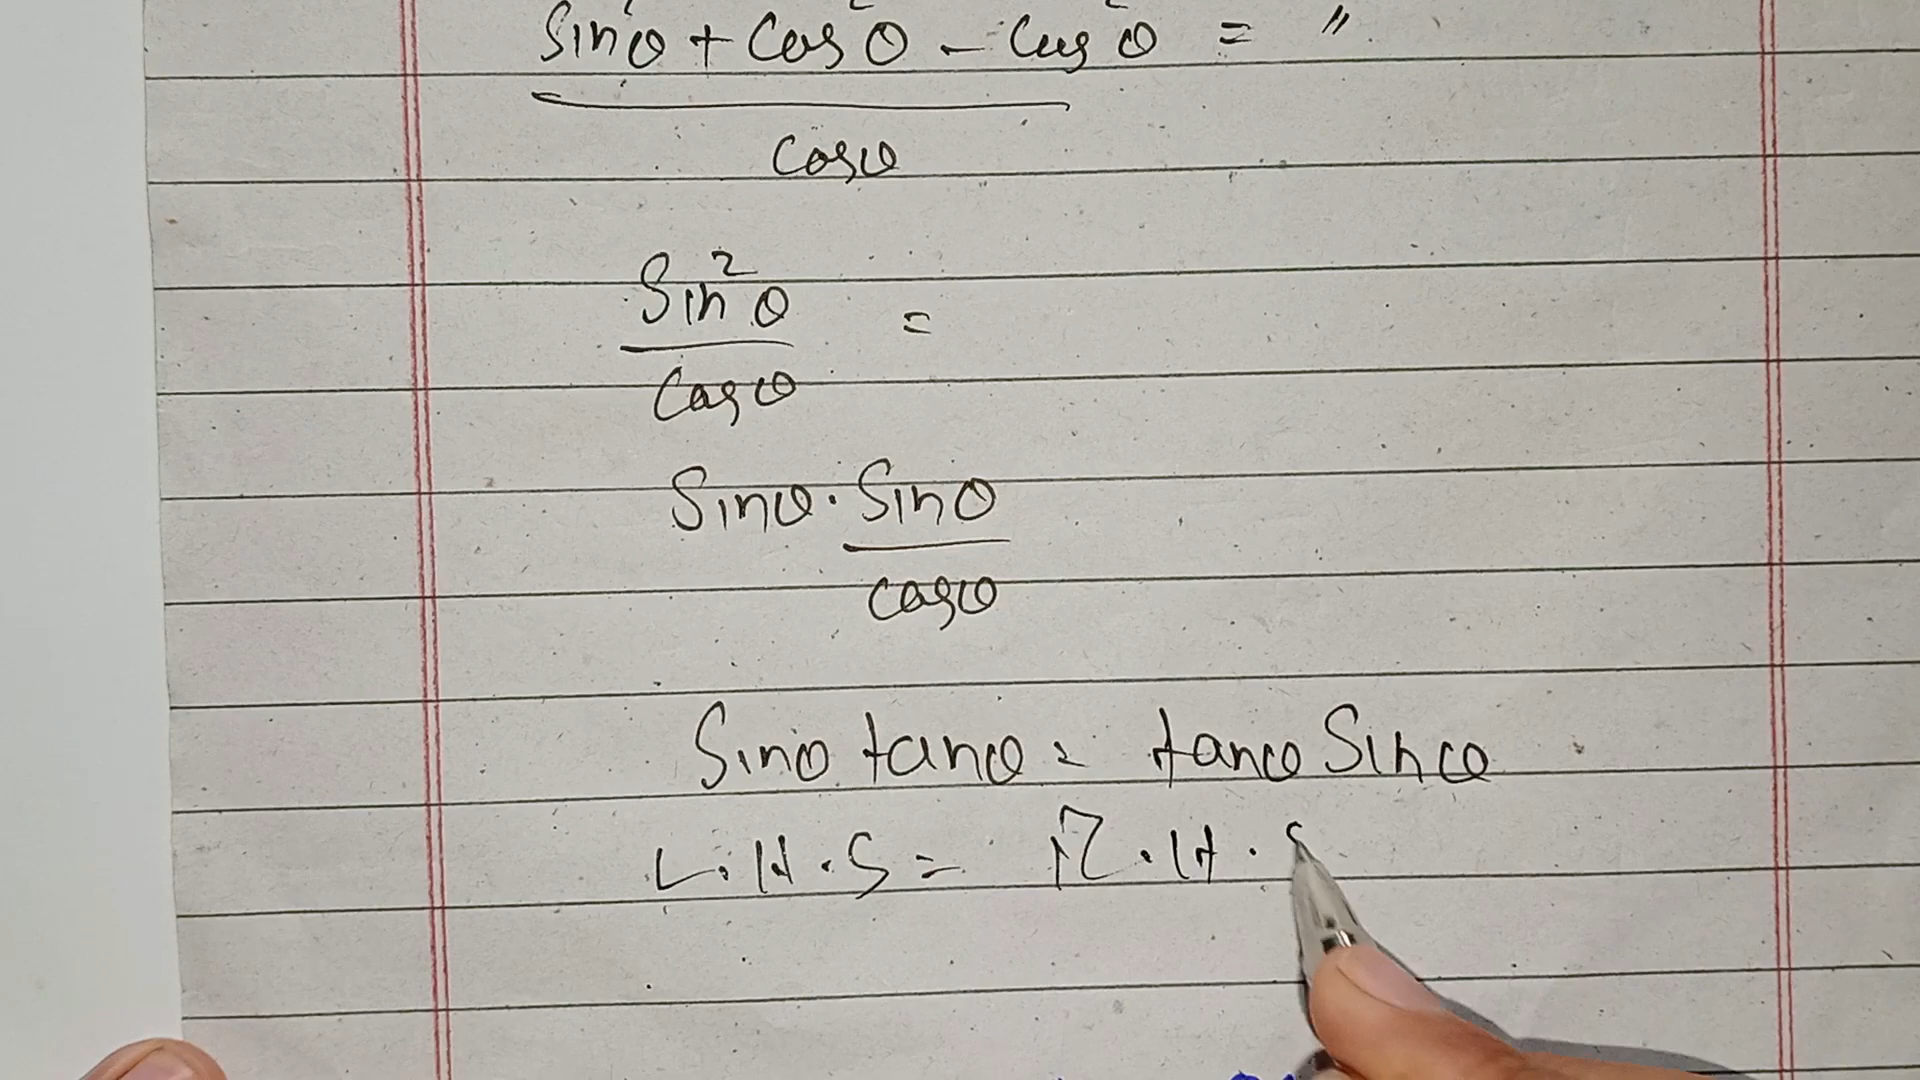 Sin²θ + Cos²θ - Cos²θ = "
Cosθ
Sin²θ =
Cosθ
Sinθ · Sinθ
Cosθ
Sinθ tanθ = tanθ Sinθ
L.H.S = R.H.S